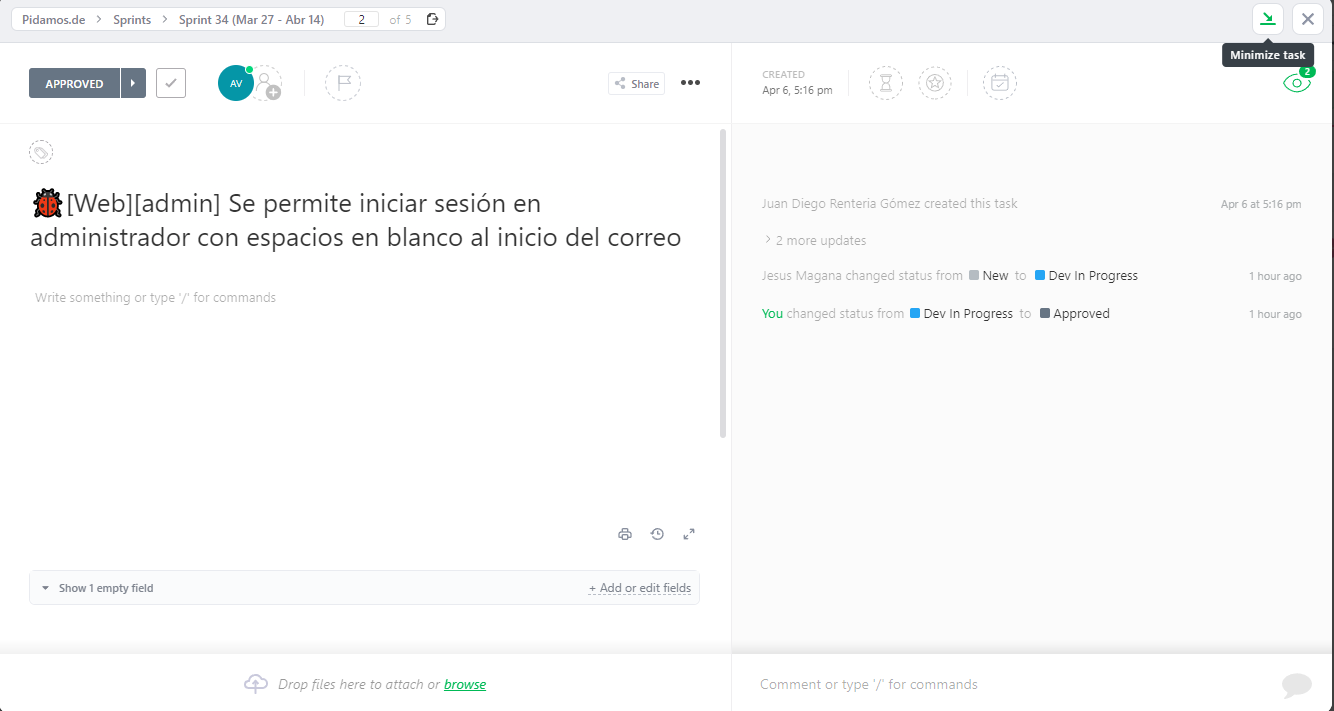 Pidamos.de > Sprints > Sprint 34 (Mar 27 - Abr 14) 2 of 5
Minimize task
APPROVED
AV
Share
CREATED
Apr 6, 5:16 pm
2
[Web][admin] Se permite iniciar sesión en
administrador con espacios en blanco al inicio del correo
Write something or type '/' for commands
Show 1 empty field
+ Add or edit fields
Drop files here to attach or browse
Juan Diego Renteria Gómez created this task Apr 6 at 5:16 pm
> 2 more updates
Jesus Magana changed status from New to Dev In Progress 1 hour ago
You changed status from Dev In Progress to Approved 1 hour ago
Comment or type '/' for commands